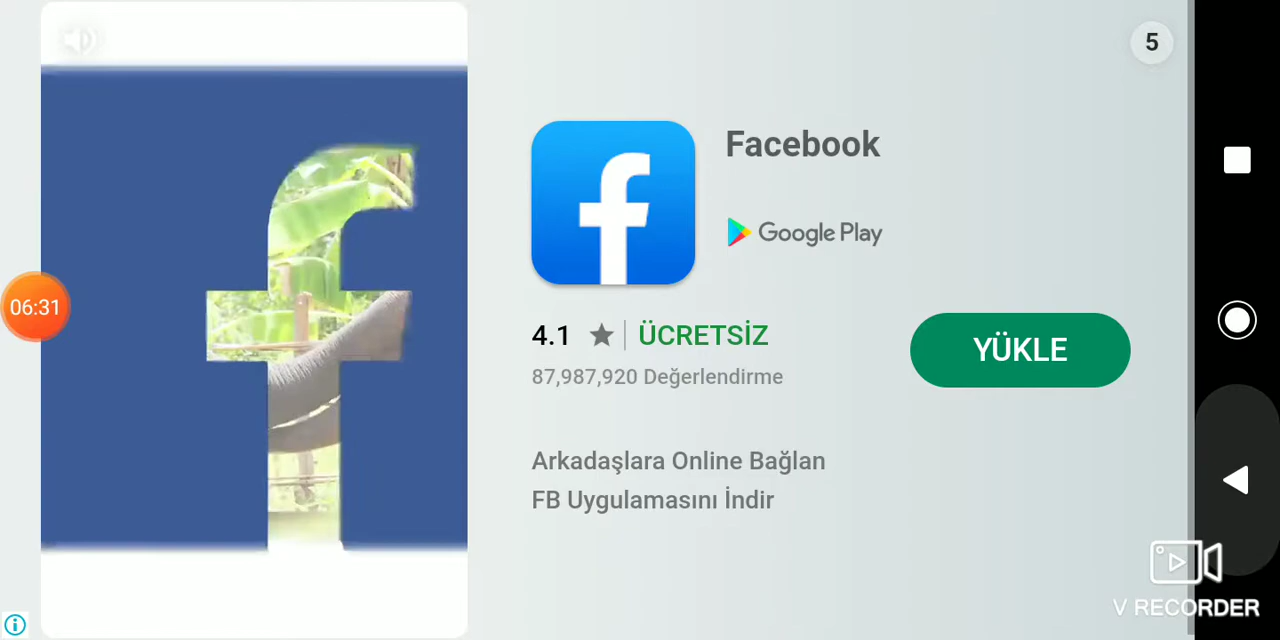 5
Facebook
Google Play
06:31
4.1 ÜCRETSİZ
YÜKLE
87,987,920 Değerlendirme
Arkadaşlara Online Bağlan
FB Uygulamasını İndir
V RECORDER